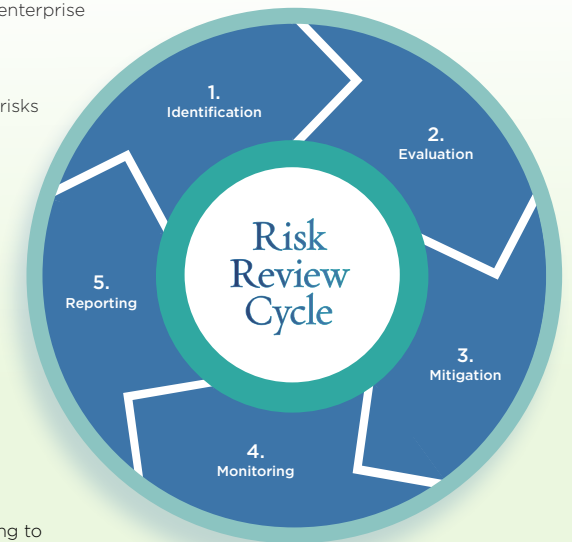 enterprise
risks
1.
Identification
2.
Evaluation
Risk
Review
Cycle
5.
Reporting
3.
Mitigation
4.
Monitoring
ng to